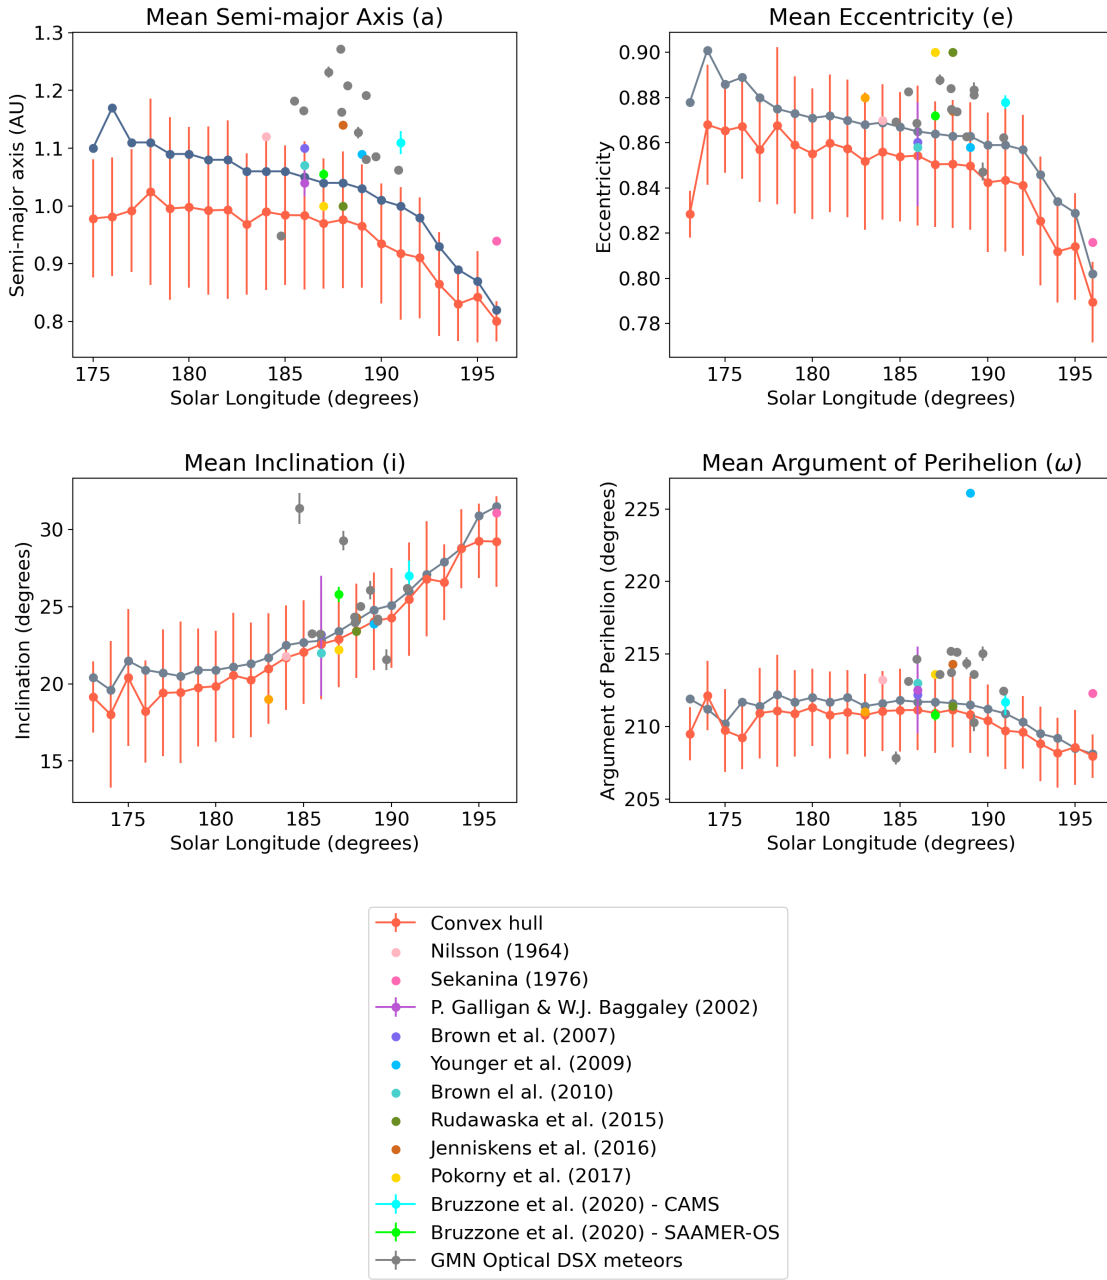 Mean Semi-major Axis (a)
1.3
1.2
1.1
1.0
0.9
0.8
Semi-major axis (AU)
175 180 185 190 195
Solar Longitude (degrees)
Mean Eccentricity (e)
0.90
0.88
0.86
0.84
0.82
0.80
0.78
Eccentricity
175 180 185 190 195
Solar Longitude (degrees)
Mean Inclination (i)
30
25
20
15
Inclination (degrees)
175 180 185 190 195
Solar Longitude (degrees)
Mean Argument of Perihelion (ω)
225
220
215
210
205
Argument of Perihelion (degrees)
175 180 185 190 195
Solar Longitude (degrees)
Convex hull
Nilsson (1964)
Sekanina (1976)
P. Galligan & W.J. Baggaley (2002)
Brown et al. (2007)
Younger et al. (2009)
Brown el al. (2010)
Rudawaska et al. (2015)
Jenniskens et al. (2016)
Pokorny et al. (2017)
Bruzzone et al. (2020) - CAMS
Bruzzone et al. (2020) - SAAMER-OS
GMN Optical DSX meteors